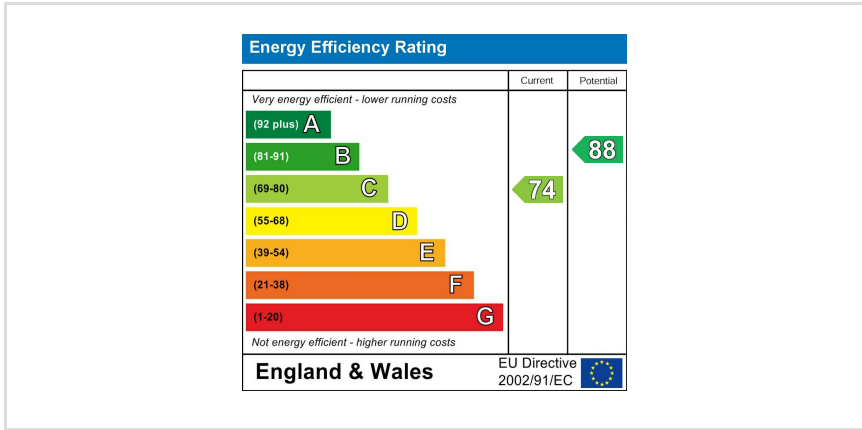 Energy Efficiency Rating
Current Potential
Very energy efficient - lower running costs
(92 plus) A
(81-91) B
88
(69-80) C
74
(55-68) D
(39-54) E
(21-38) F
(1-20) G
Not energy efficient - higher running costs
England & Wales
EU Directive
2002/91/EC